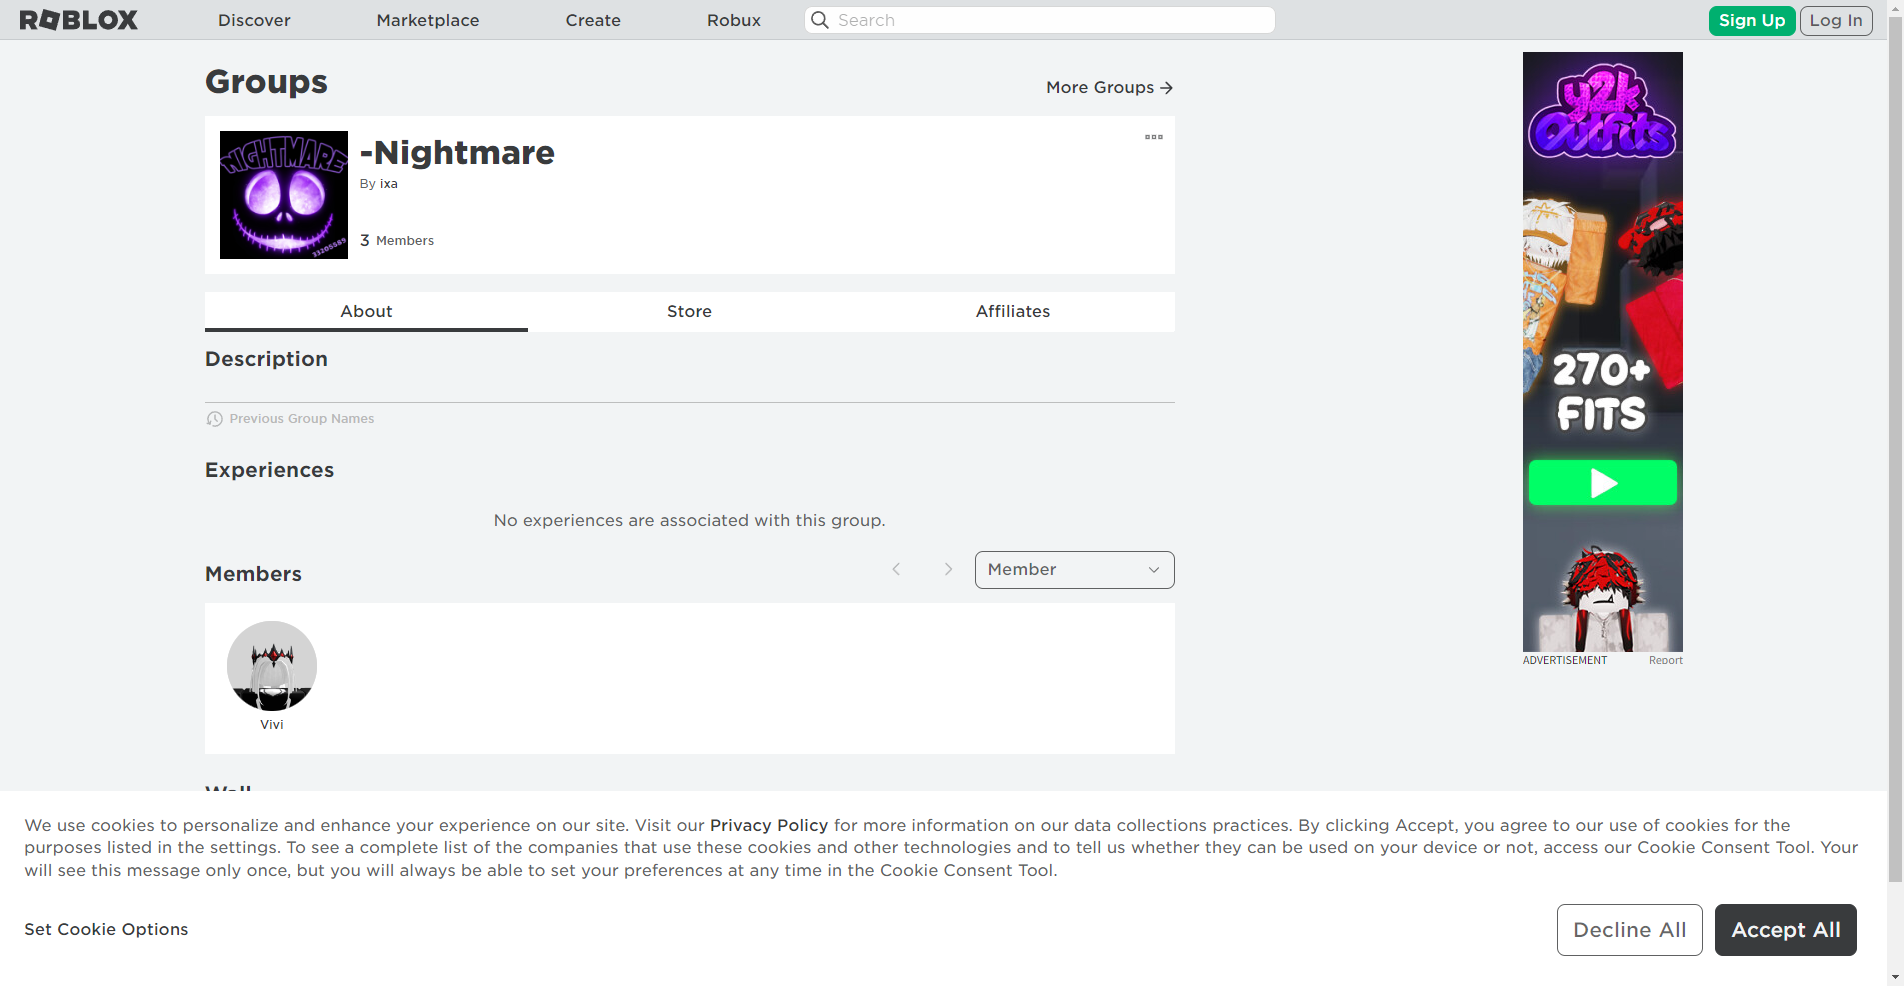 ROBLOX Discover Marketplace Create Robux Search Sign Up Log In
Groups
More Groups
NIGHTMARE
33205589
-Nightmare
By ixa
3 Members
About Store Affiliates
Description
Previous Group Names
Experiences
No experiences are associated with this group.
Members
Member
Vivi
y2k
Outfits
270+
FITS
ADVERTISEMENT Report
Wall
We use cookies to personalize and enhance your experience on our site. Visit our Privacy Policy for more information on our data collections practices. By clicking Accept, you agree to our use of cookies for the
purposes listed in the settings. To see a complete list of the companies that use these cookies and other technologies and to tell us whether they can be used on your device or not, access our Cookie Consent Tool. Your
will see this message only once, but you will always be able to set your preferences at any time in the Cookie Consent Tool.
Set Cookie Options
Decline All
Accept All